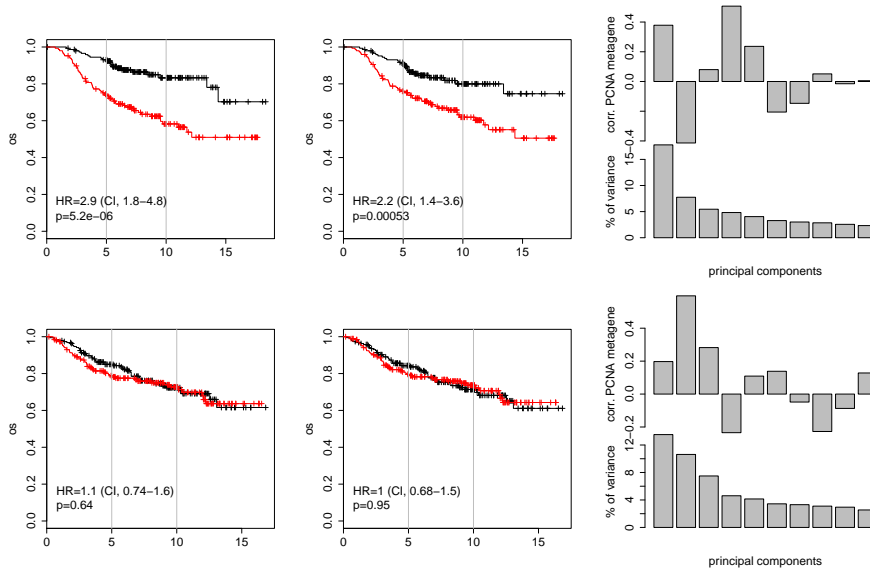 os
0.0 0.2 0.4 0.6 0.8 1.0
HR=2.9 (CI, 1.8−4.8)
p=5.2e−06
0 5 10 15
os
0.0 0.2 0.4 0.6 0.8 1.0
HR=2.2 (CI, 1.4−3.6)
p=0.00053
0 5 10 15
corr. PCNA metagene
−0.4 0.0 0.2 0.4
% of variance
0 5 10 15
principal components
os
0.0 0.2 0.4 0.6 0.8 1.0
HR=1.1 (CI, 0.74−1.6)
p=0.64
0 5 10 15
os
0.0 0.2 0.4 0.6 0.8 1.0
HR=1 (CI, 0.68−1.5)
p=0.95
0 5 10 15
corr. PCNA metagene
−0.2 0.0 0.2 0.4
% of variance
0 4 8 12
principal components